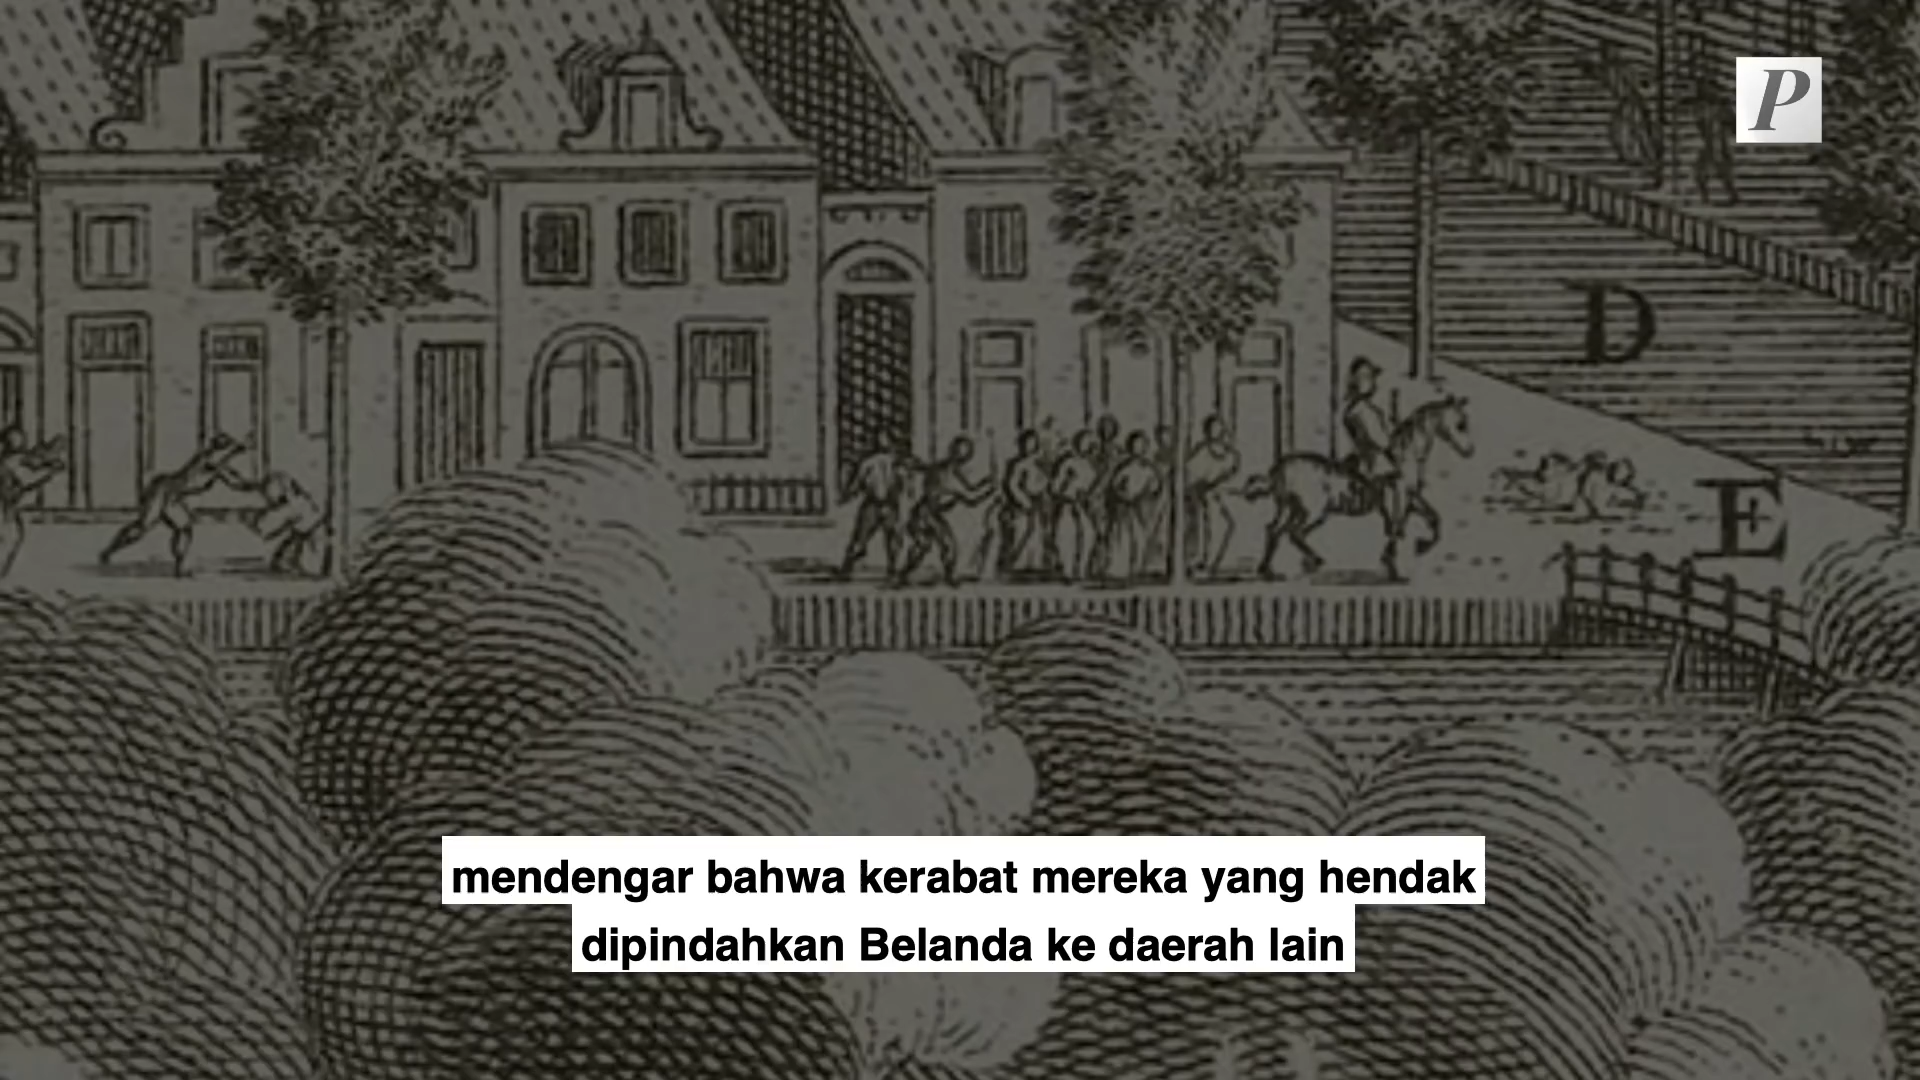 P
D
E
mendengar bahwa kerabat mereka yang hendak
dipindahkan Belanda ke daerah lain